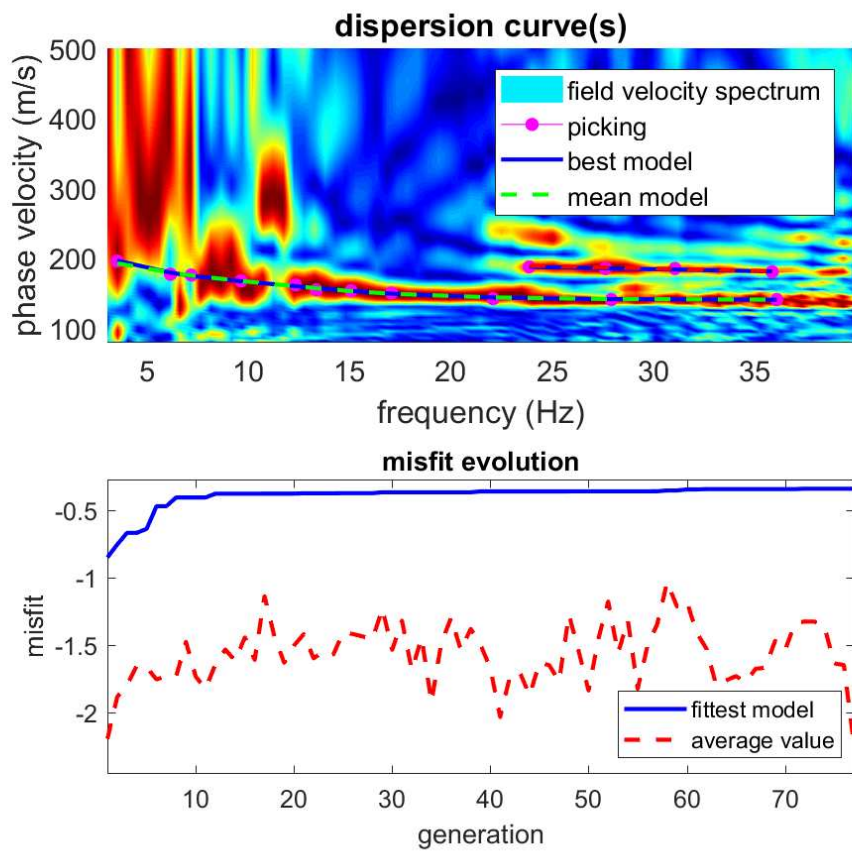 dispersion curve(s)
500
400
300
200
100
phase velocity (m/s)
field velocity spectrum
picking
best model
mean model
5 10 15 20 25 30 35
frequency (Hz)
misfit evolution
-0.5
-1
-1.5
-2
misfit
fittest model
average value
10 20 30 40 50 60 70
generation